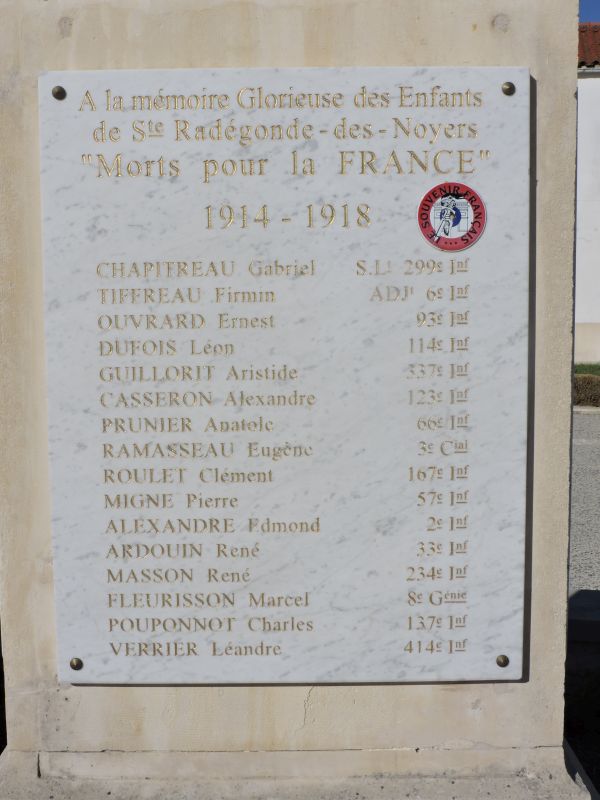 A la mémoire Glorieuse des Enfants
de Ste Radégonde-des-Noyers
"Morts pour la FRANCE"
1914 - 1918
LE SOUVENIR FRANÇAIS
CHAPITREAU Gabriel S.Lt 299e Inf
TIFFREAU Firmin ADJt 6e Inf
OUVRARD Ernest 93e Inf
DUFOIS Léon 114e Inf
GUILLORIT Aristide 337e Inf
CASSERON Alexandre 123e Inf
PRUNIER Anatole 66e Inf
RAMASSEAU Eugène 3e Cial
ROULET Clément 167e Inf
MIGNE Pierre 57e Inf
ALEXANDRE Edmond 2e Inf
ARDOUIN René 33e Inf
MASSON René 234e Inf
FLEURISSON Marcel 8e Génie
POUPONNOT Charles 137e Inf
VERRIER Léandre 414e Inf